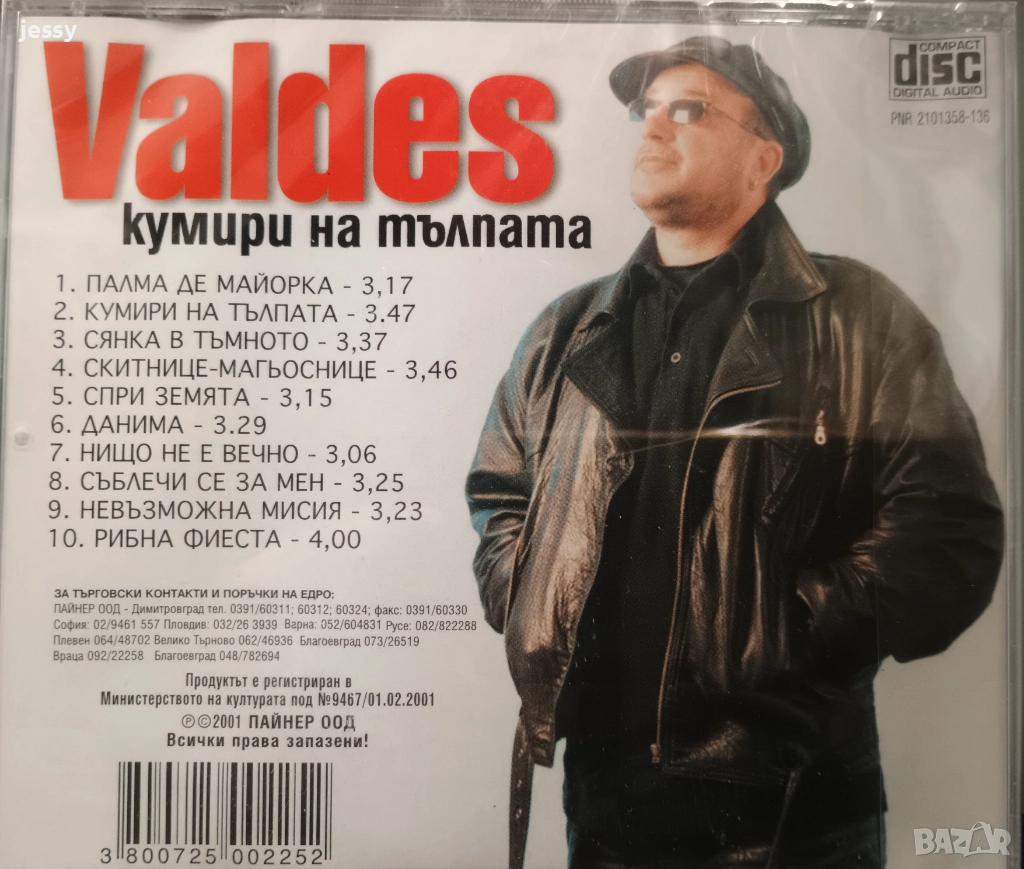 jessy
Valdes
кумири на тълпата
COMPACT
disc
DIGITAL AUDIO
PNR 2101358-136
1. ПАЛМА ДЕ МАЙОРКА - 3,17
2. КУМИРИ НА ТЪЛПАТА - 3.47
3. СЯНКА В ТЪМНОТО - 3,37
4. СКИТНИЦЕ-МАГЬОСНИЦЕ - 3,46
5. СПРИ ЗЕМЯТА - 3,15
6. ДАНИМА - 3.29
7. НИЩО НЕ Е ВЕЧНО - 3,06
8. СЪБЛЕЧИ СЕ ЗА МЕН - 3,25
9. НЕВЪЗМОЖНА МИСИЯ - 3,23
10. РИБНА ФИЕСТА - 4,00
ЗА ТЪРГОВСКИ КОНТАКТИ И ПОРЪЧКИ НА ЕДРО:
ПАЙНЕР ООД - Димитровград тел. 0391/60311; 60312; 60324; факс: 0391/60330
София: 02/9461 557 Пловдив: 032/26 3939 Варна: 052/604831 Русе: 082/822288
Плевен 064/48702 Велико Търново 062/46936 Благоевград 073/26519
Враца 092/22258 Благоевград 048/782694
Продуктът е регистриран в
Министерството на културата под №9467/01.02.2001
℗©2001 ПАЙНЕР ООД
Всички права запазени!
3 800725 002252
BAZAR